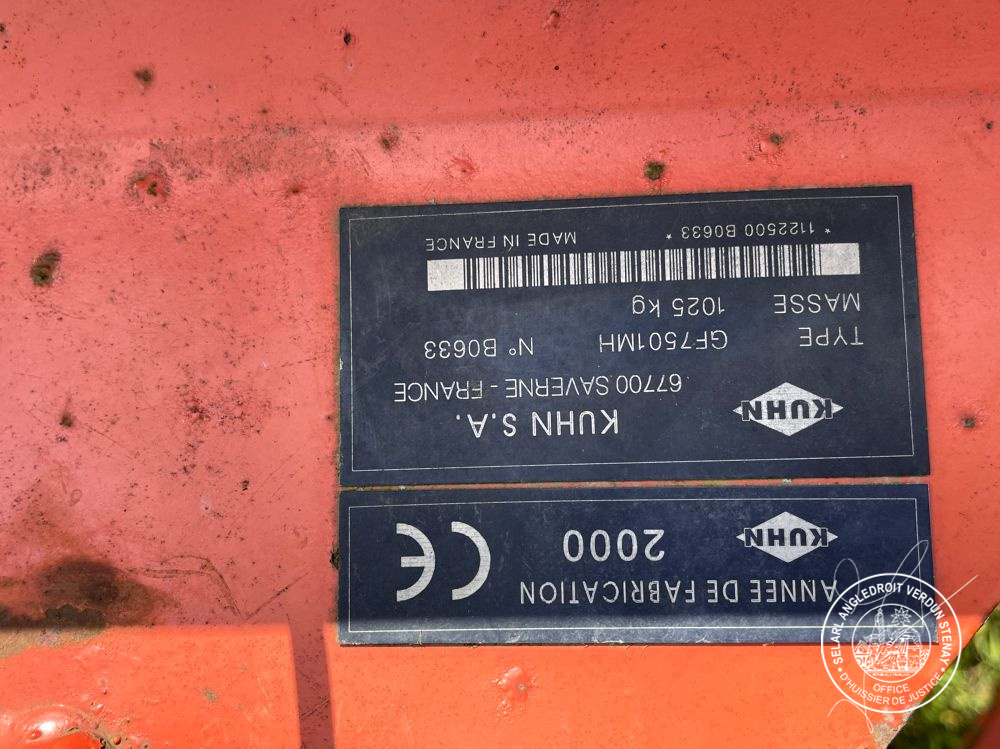 KUHN
ANNÉE DE FABRICATION
2000
CE
KUHN
KUHN S.A.
67700 SAVERNE - FRANCE
TYPE GF7501MH N° B0633
MASSE 1025 kg
* 1122500 B0633 * MADE IN FRANCE
SELARL ANGLEDROIT VERDUN STENAY
OFFICE
• D'HUISSIER DE JUSTICE •